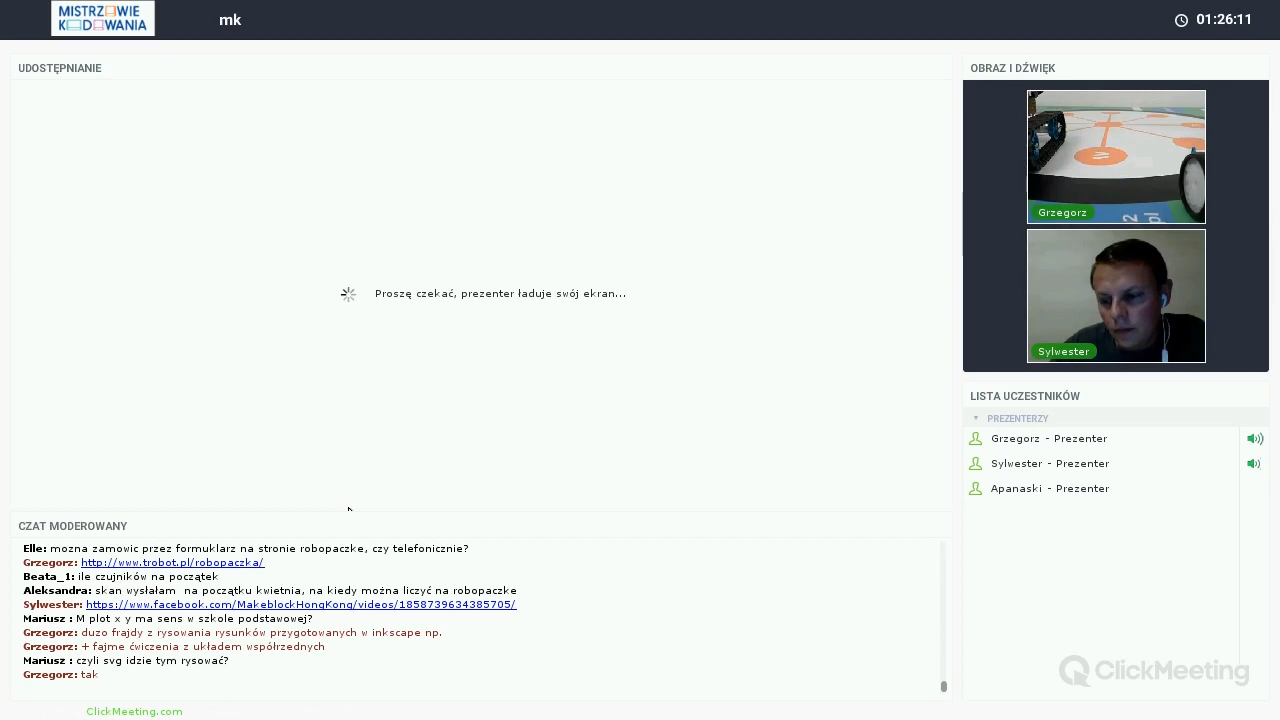 MISTRZOWIE
KODOWANIA
mk
01:26:11
UDOSTĘPNIANIE
Proszę czekać, prezenter ładuje swój ekran...
OBRAZ I DŹWIĘK
Grzegorz
Sylwester
LISTA UCZESTNIKÓW
PREZENTERZY
Grzegorz - Prezenter
Sylwester - Prezenter
Apanaski - Prezenter
CZAT MODEROWANY
Elle: mozna zamowic przez formuklarz na stronie robopaczke, czy telefonicznie?
Grzegorz: http://www.trobot.pl/robopaczka/
Beata_1: ile czujników na początek
Aleksandra: skan wysłałam na początku kwietnia, na kiedy można liczyć na robopaczke
Sylwester: https://www.facebook.com/MakeblockHongKong/videos/1858739634385705/
Mariusz : M plot x y ma sens w szkole podstawowej?
Grzegorz: duzo frajdy z rysowania rysunków przygotowanych w inkscape np.
Grzegorz: + fajme ćwiczenia z układem współrzednych
Mariusz : czyli svg idzie tym rysować?
Grzegorz: tak
ClickMeeting
ClickMeeting.com